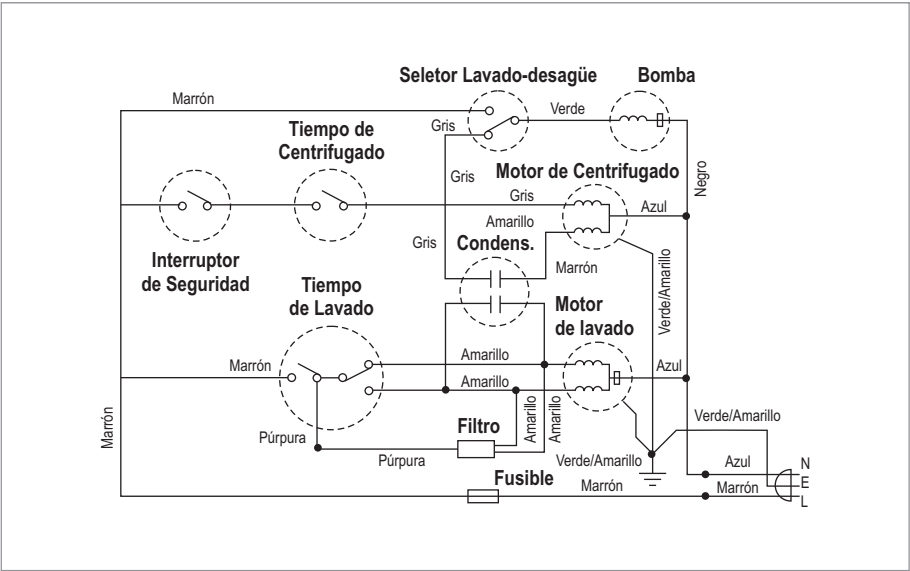 Seletor Lavado-desagüe
Bomba
Marrón
Verde
Gris
Tiempo de
Centrifugado
Gris
Motor de Centrifugado
Negro
Gris
Azul
Amarillo
Gris
Condens.
Interruptor
de Seguridad
Marrón
Tiempo
de Lavado
Motor
de lavado
Verde/Amarillo
Marrón
Amarillo
Azul
Amarillo
Marrón
Amarillo
Amarillo
Filtro
Púrpura
Púrpura
Verde/Amarillo
Verde/Amarillo
Fusible
Marrón
Azul
N
Marrón
E
L